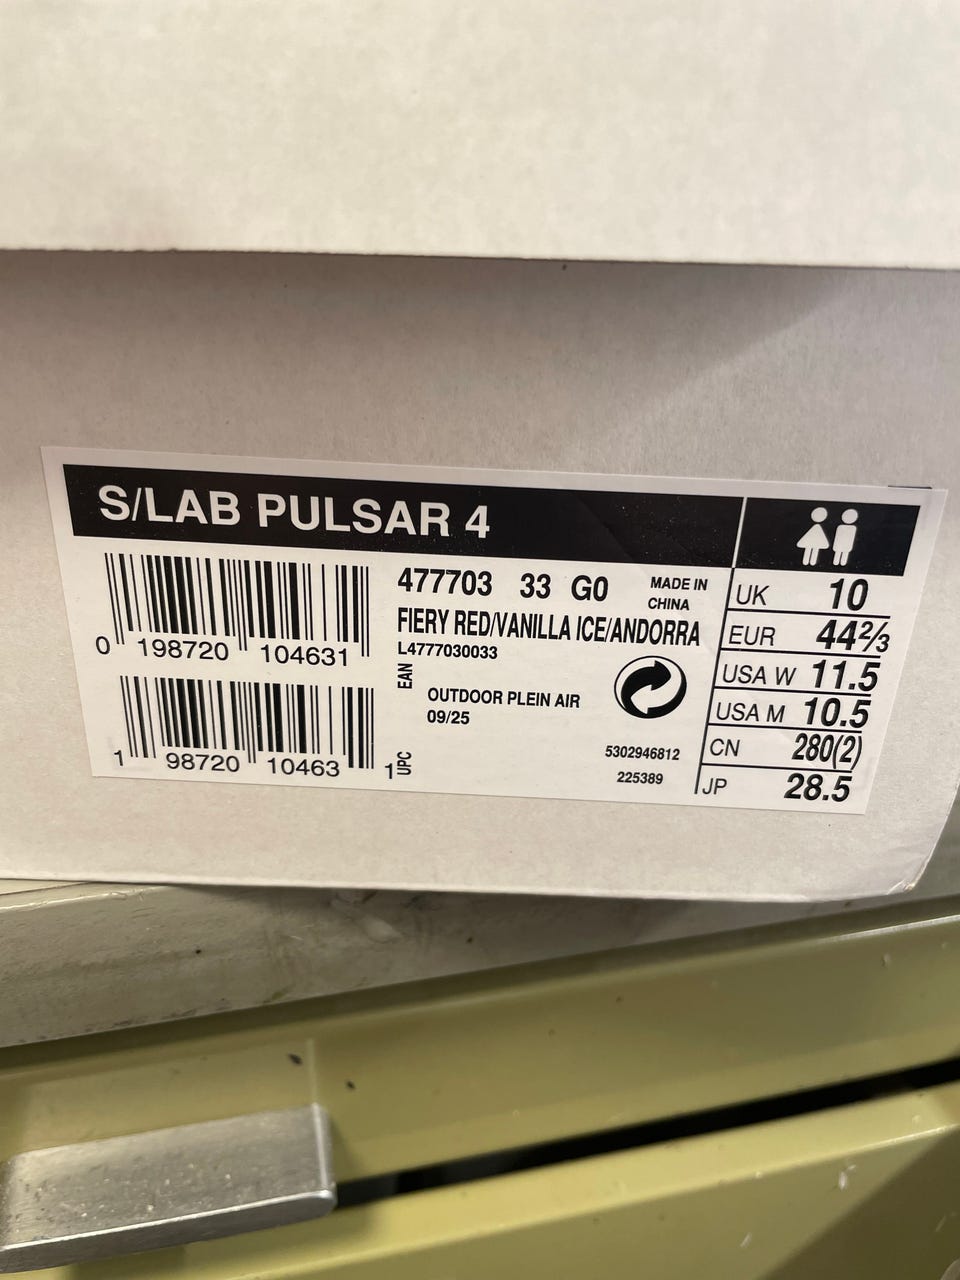 S/LAB PULSAR 4
0 198720 104631
1 98720 10463 1
EAN
UPC
477703 33 G0
MADE IN
CHINA
FIERY RED/VANILLA ICE/ANDORRA
L4777030033
OUTDOOR PLEIN AIR
09/25
5302946812
225389
UK 10
EUR 44⅔
USA W 11.5
USA M 10.5
CN 280(2)
JP 28.5